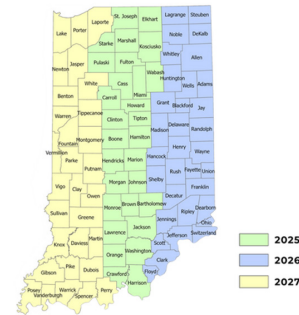 St. Joseph
Elkhart
Lagrange
Steuben
Laporte
Lake
Porter
Noble
DeKalb
Starke
Marshall
Kosciusko
Whitley
Allen
Newton
Jasper
Pulaski
Fulton
Wabash
Huntington
Wells
Adams
White
Cass
Miami
Benton
Carroll
Howard
Grant
Blackford
Jay
Warren
Tippecanoe
Clinton
Tipton
Madison
Delaware
Randolph
Fountain
Montgomery
Boone
Hamilton
Henry
Wayne
Vermillion
Parke
Hendricks
Marion
Hancock
Putnam
Rush
Fayette
Union
Vigo
Clay
Morgan
Johnson
Shelby
Franklin
Owen
Decatur
Sullivan
Greene
Monroe
Brown
Bartholomew
Ripley
Dearborn
Ohio
Lawrence
Jackson
Jennings
Jefferson
Switzerland
Knox
Daviess
Martin
Orange
Washington
Scott
Clark
Gibson
Pike
Dubois
Crawford
Floyd
Harrison
Posey
Vanderburgh
Warrick
Spencer
Perry
2025
2026
2027